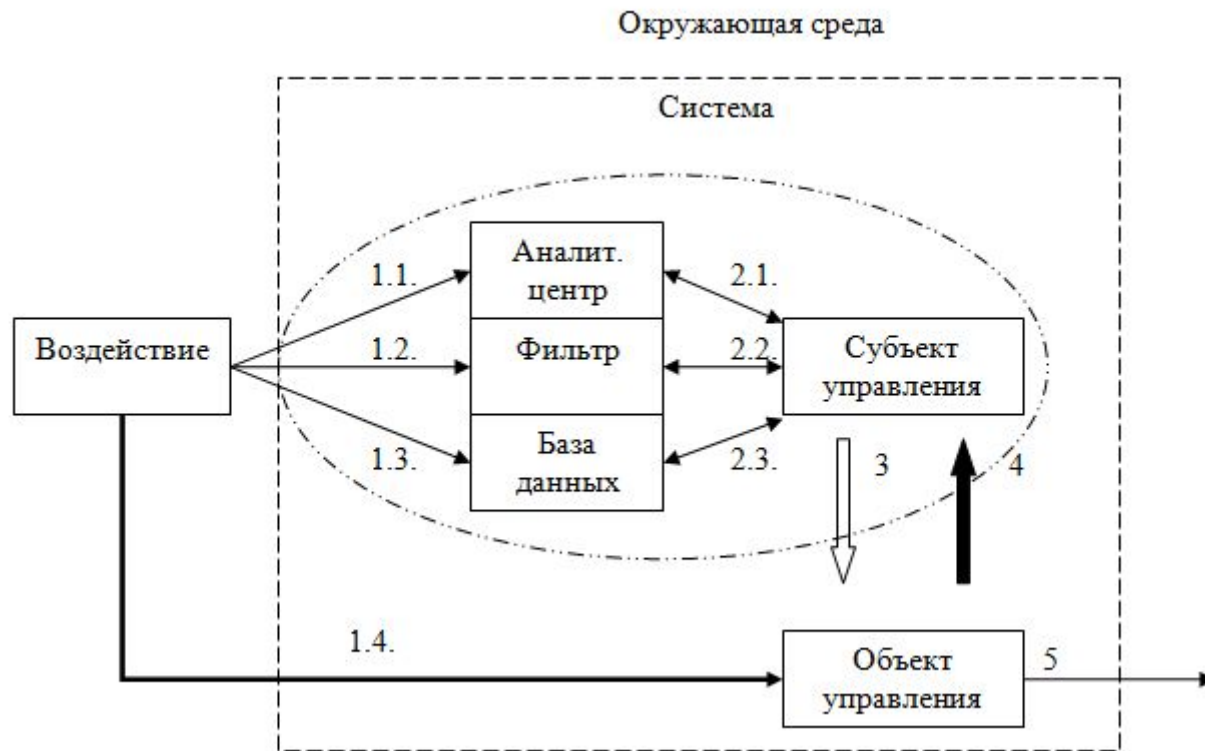 Окружающая среда
Система
Аналит.
центр
1.1.
2.1.
Воздействие
1.2.
Фильтр
2.2.
Субъект
управления
1.3.
База
данных
2.3.
3
4
1.4.
Объект
управления
5